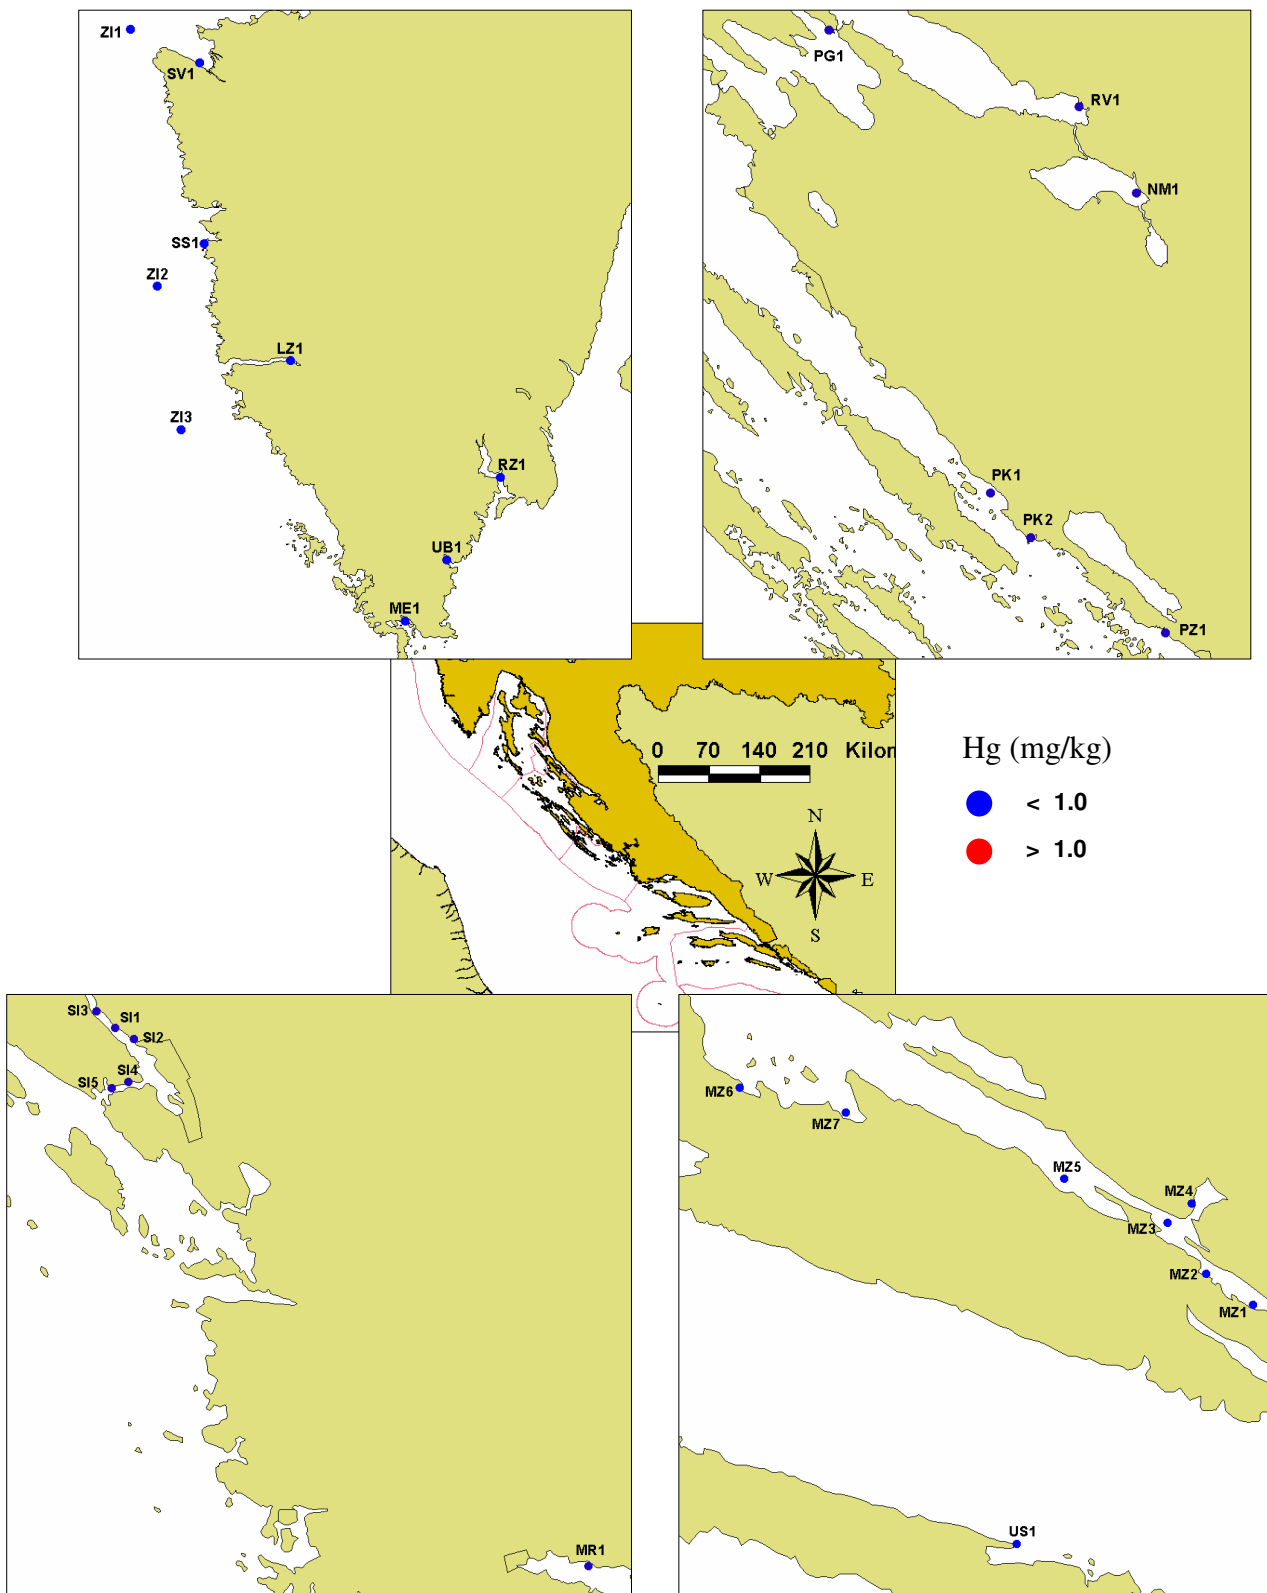 ZI1
SV1
SS1
ZI2
LZ1
ZI3
RZ1
UB1
ME1
PG1
RV1
NM1
PK1
PK2
PZ1
0 70 140 210 Kilon
N
W E
S
Hg (mg/kg)
< 1.0
> 1.0
SI3
SI1
SI2
SI4
SI5
MR1
MZ6
MZ7
MZ5
MZ4
MZ3
MZ2
MZ1
US1